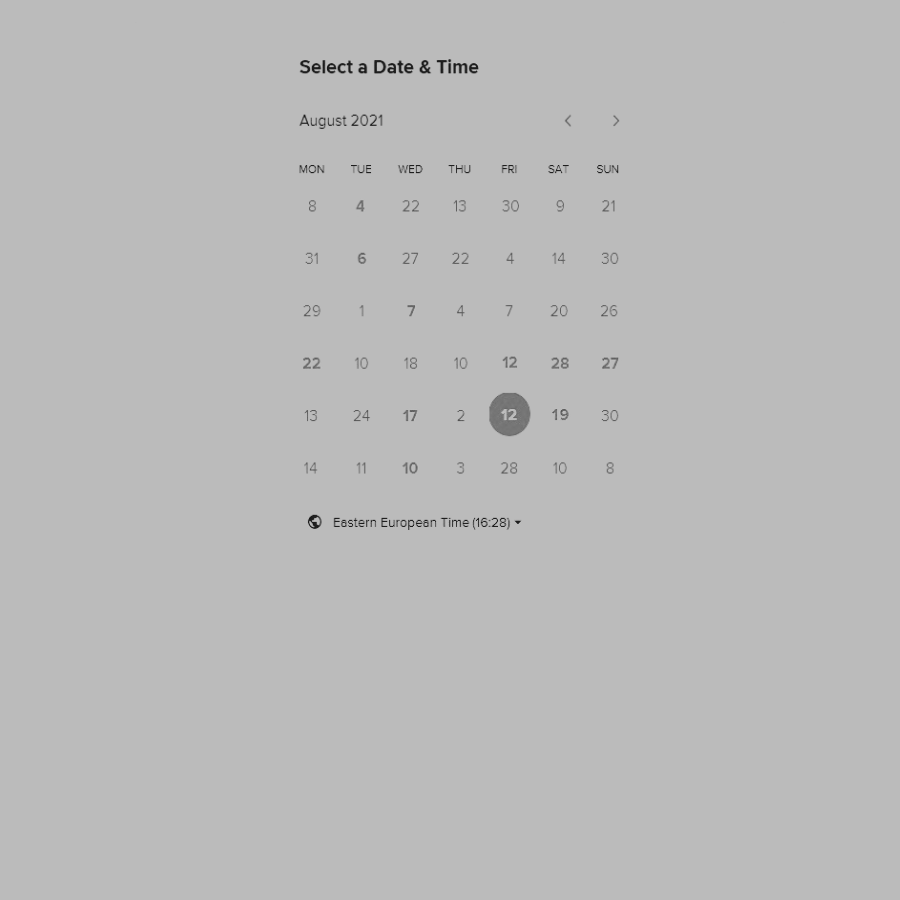 Select a Date & Time
August 2021
MON TUE WED THU FRI SAT SUN
8 4 22 13 30 9 21
31 6 27 22 4 14 30
29 1 7 4 7 20 26
22 10 18 10 12 28 27
13 24 17 2 12 19 30
14 11 10 3 28 10 8
Eastern European Time (16:28)